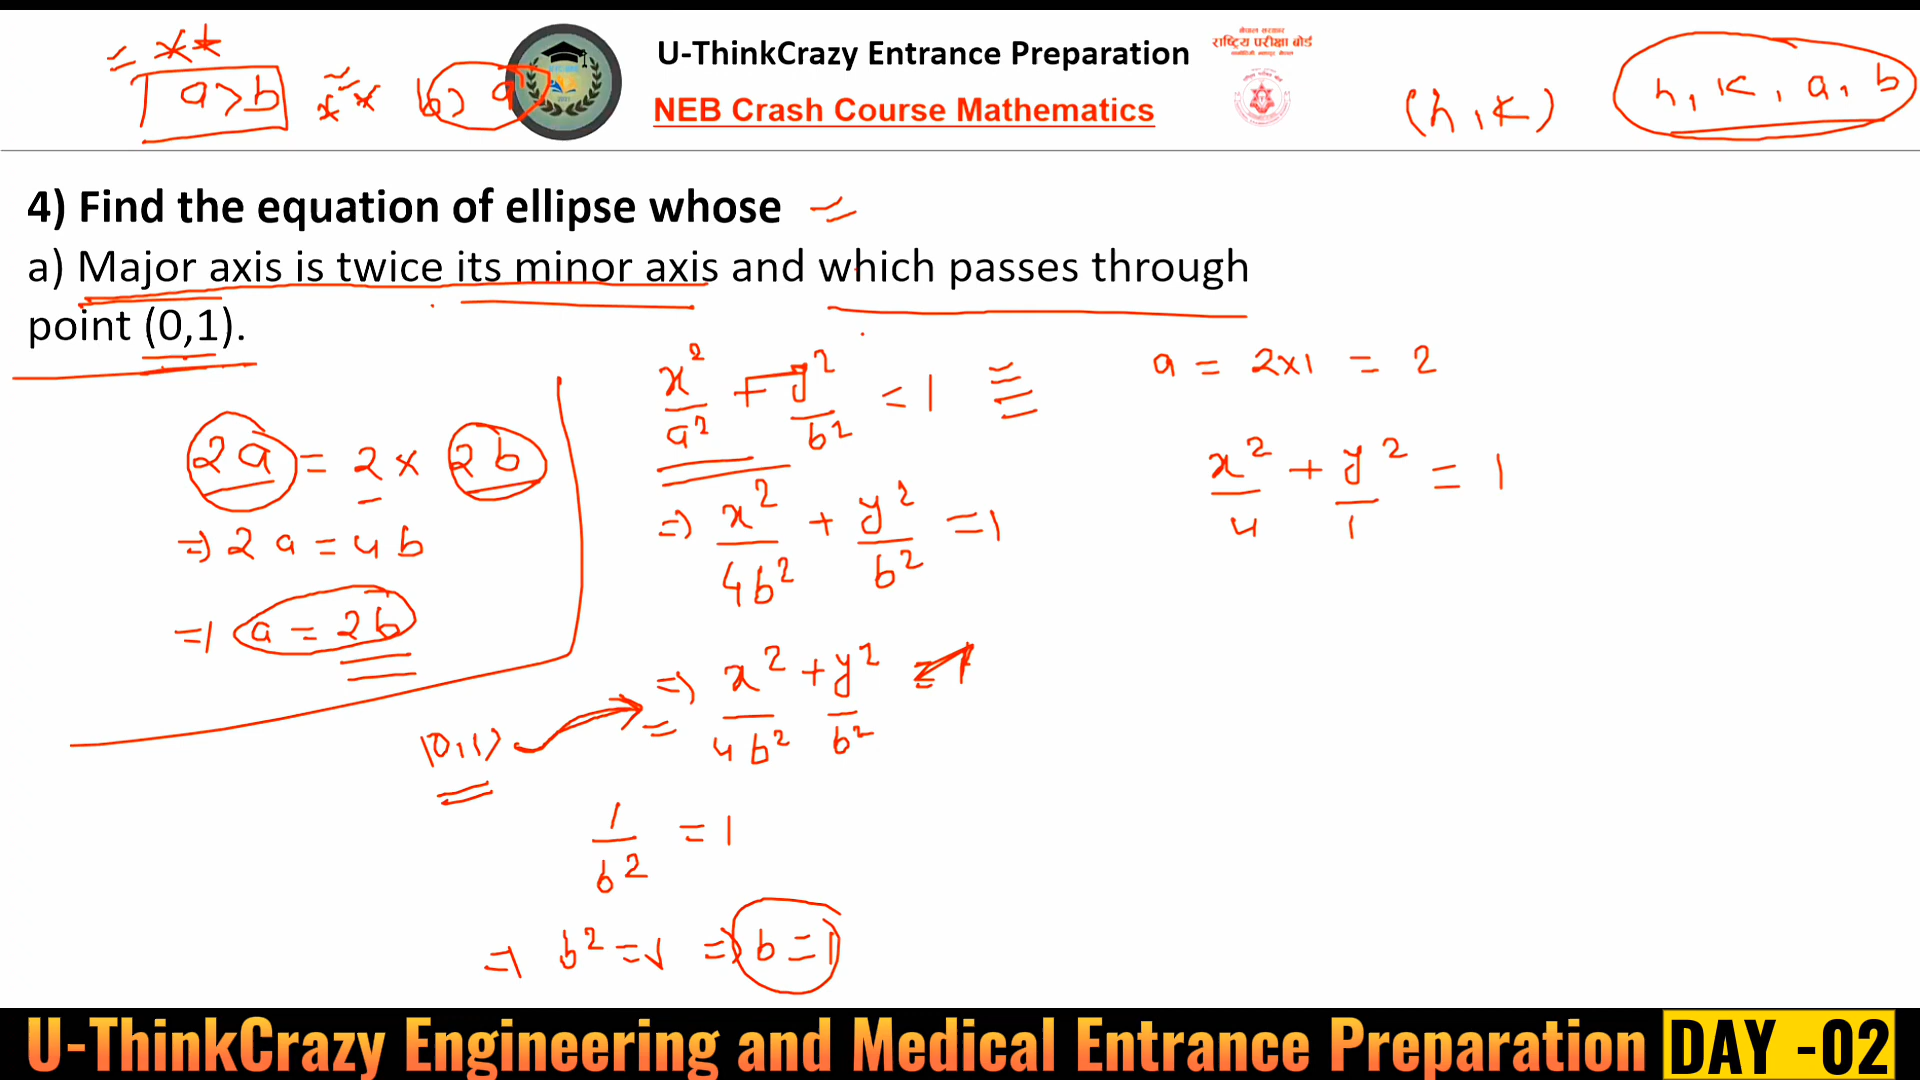 = **
a > b
** b > a
U-ThinkCrazy Entrance Preparation
NEB Crash Course Mathematics
राष्ट्रिय परीक्षा बोर्ड
(h, k)
h, k, a, b
4) Find the equation of ellipse whose
a) Major axis is twice its minor axis and which passes through
point (0,1).
2a = 2 × 2b
⇒ 2a = 4b
⇒ a = 2b
x²/a² + y²/b² = 1
⇒ x²/4b² + y²/b² = 1
⇒ x²/4b² + y²/b² = 1
(0,1)
1/b² = 1
⇒ b² = 1 ⇒ b = 1
a = 2×1 = 2
x²/4 + y²/1 = 1
U-ThinkCrazy Engineering and Medical Entrance Preparation
DAY -02